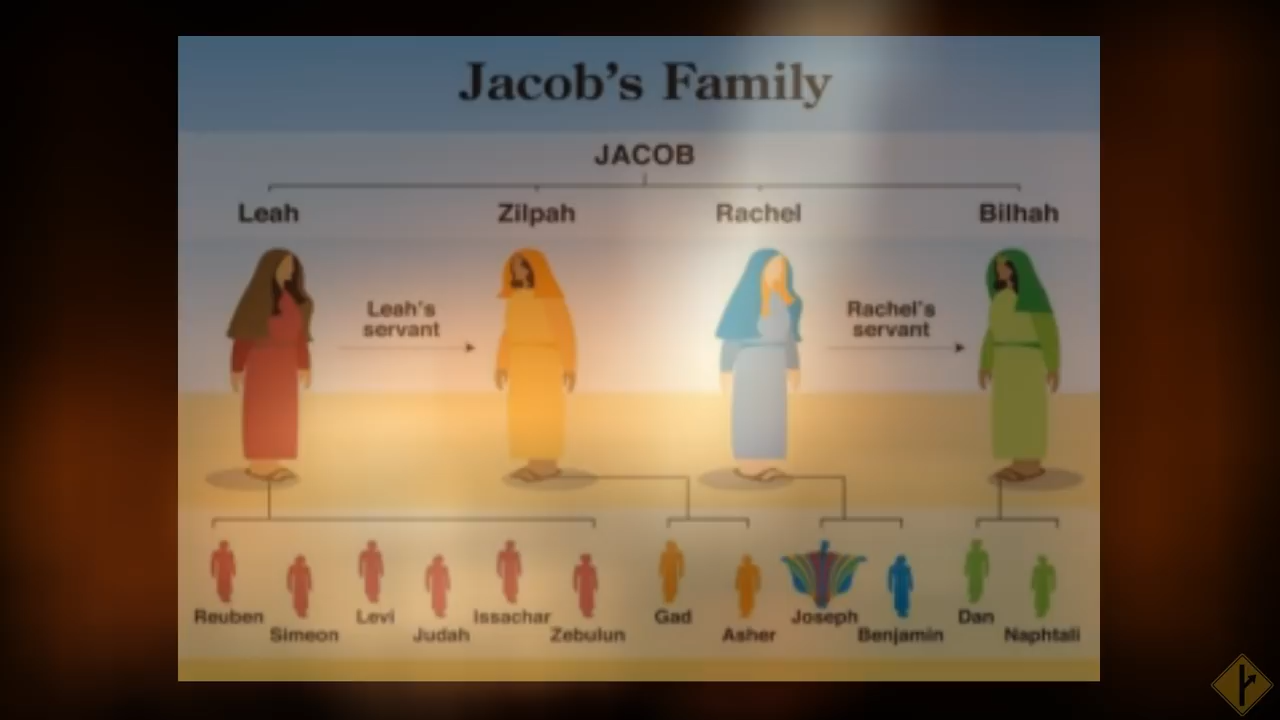 Jacob's Family
JACOB
Leah Zilpah Rachel Bilhah
Leah's
servant
Rachel's
servant
Reuben Levi Issachar Gad Joseph Dan
Simeon Judah Zebulun Asher Benjamin Naphtali